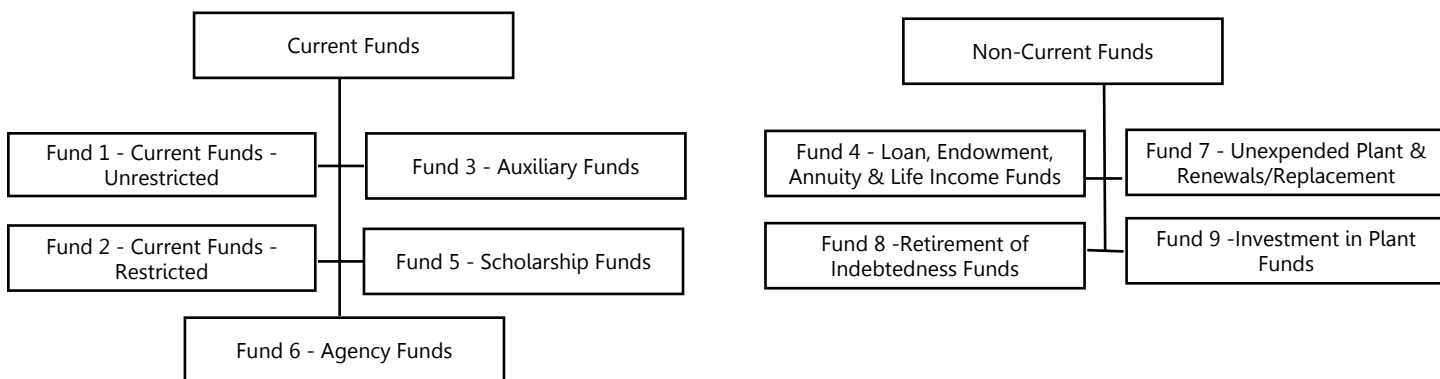 Current Funds
Fund 1 - Current Funds -
Unrestricted
Fund 3 - Auxiliary Funds
Fund 2 - Current Funds -
Restricted
Fund 5 - Scholarship Funds
Fund 6 - Agency Funds
Non-Current Funds
Fund 4 - Loan, Endowment,
Annuity & Life Income Funds
Fund 7 - Unexpended Plant &
Renewals/Replacement
Fund 8 -Retirement of
Indebtedness Funds
Fund 9 -Investment in Plant
Funds